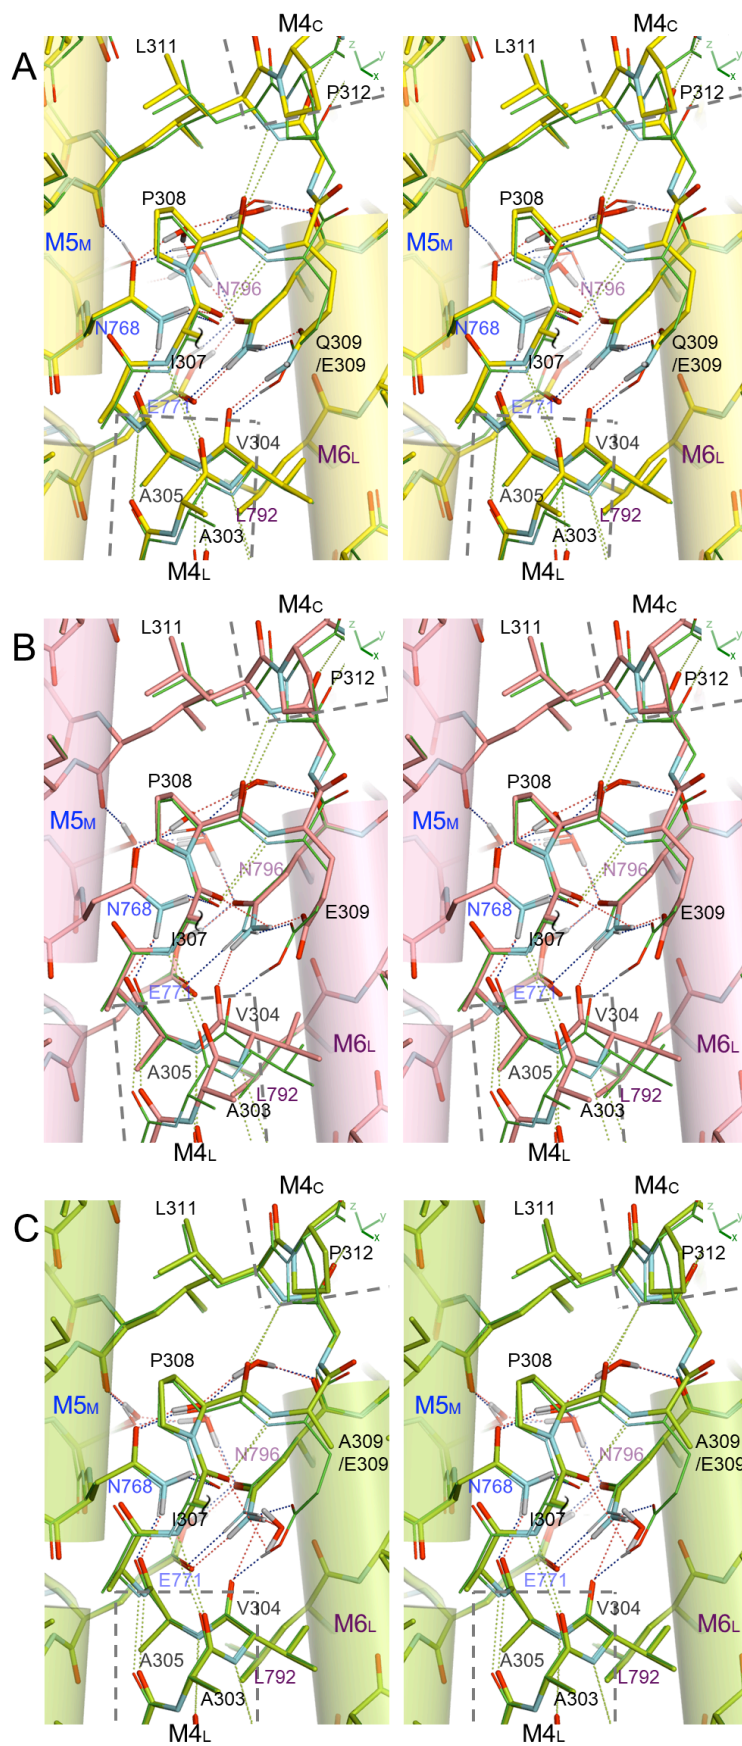 A
M4C
M4C
L311
z
y
x
L311
z
y
x
P312
P312
P308
P308
M5M
M5M
N796
N796
N768
N768
Q309
/E309
Q309
/E309
I307
I307
E771
E771
V304
V304
M6L
M6L
A305
A305
L792
L792
A303
A303
M4L
M4L
B
M4C
M4C
L311
z
y
x
L311
z
y
x
P312
P312
P308
P308
M5M
M5M
N796
N796
N768
N768
E309
E309
I307
I307
E771
E771
V304
V304
M6L
M6L
A305
A305
L792
L792
A303
A303
M4L
M4L
C
M4C
M4C
L311
z
y
x
L311
z
y
x
P312
P312
P308
P308
M5M
M5M
A309
/E309
A309
/E309
N796
N796
N768
N768
I307
I307
E771
E771
V304
V304
M6L
M6L
A305
A305
L792
L792
A303
A303
M4L
M4L